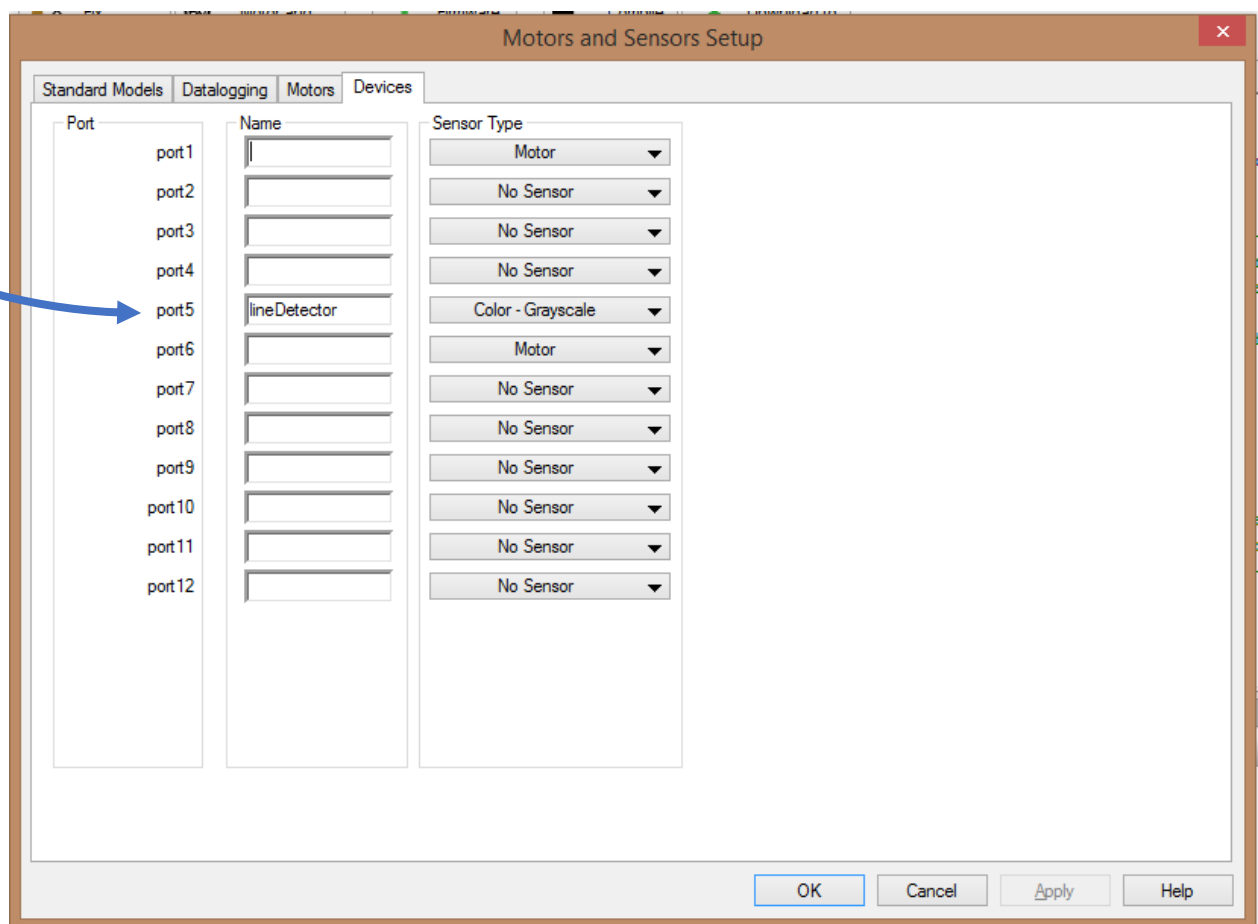 Motors and Sensors Setup
Standard Models Datalogging Motors Devices
Port Name Sensor Type
port1 Motor
port2 No Sensor
port3 No Sensor
port4 No Sensor
port5 lineDetector Color - Grayscale
port6 Motor
port7 No Sensor
port8 No Sensor
port9 No Sensor
port10 No Sensor
port11 No Sensor
port12 No Sensor
OK Cancel Apply Help